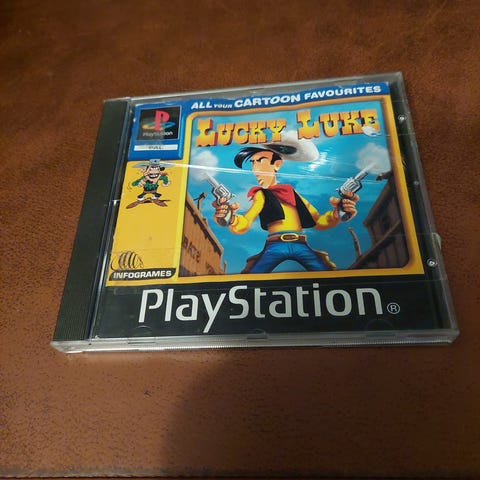 ALL YOUR CARTOON FAVOURITES
PlayStation
PAL
LUCKY LUKE
INFOGRAMES
PlayStation®